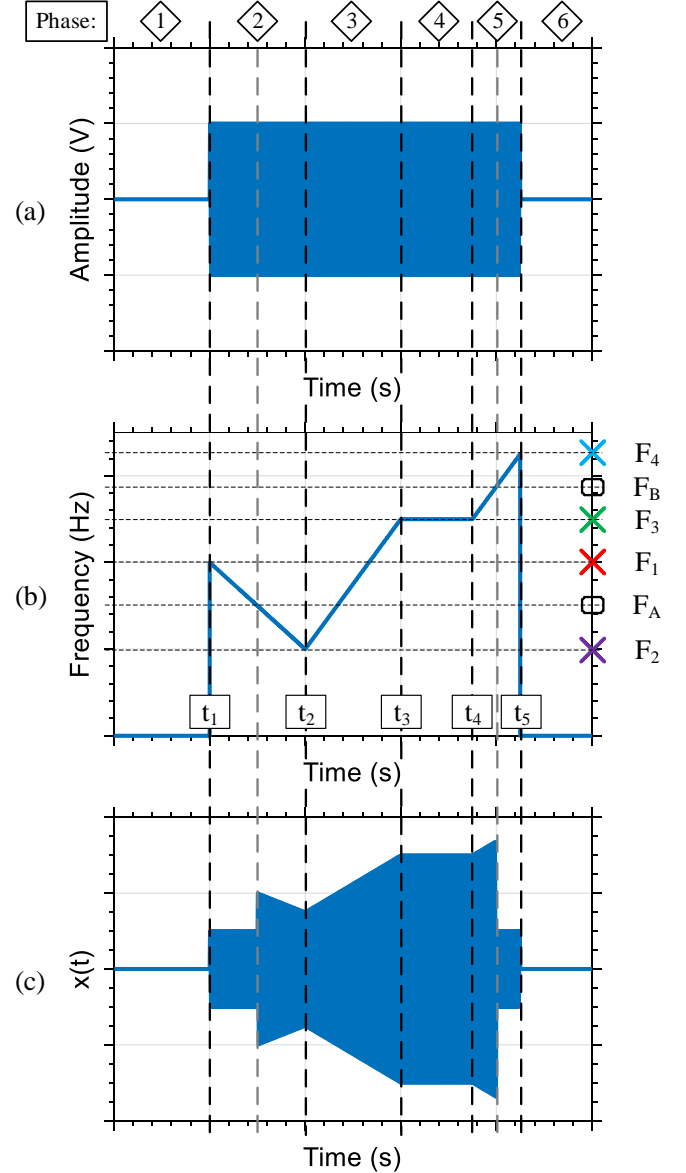 Phase: 1 2 3 4 5 6
(a)
Amplitude (V)
Time (s)
(b)
Frequency (Hz)
F4
FB
F3
F1
FA
F2
t1 t2 t3 t4 t5
Time (s)
(c)
x(t)
Time (s)